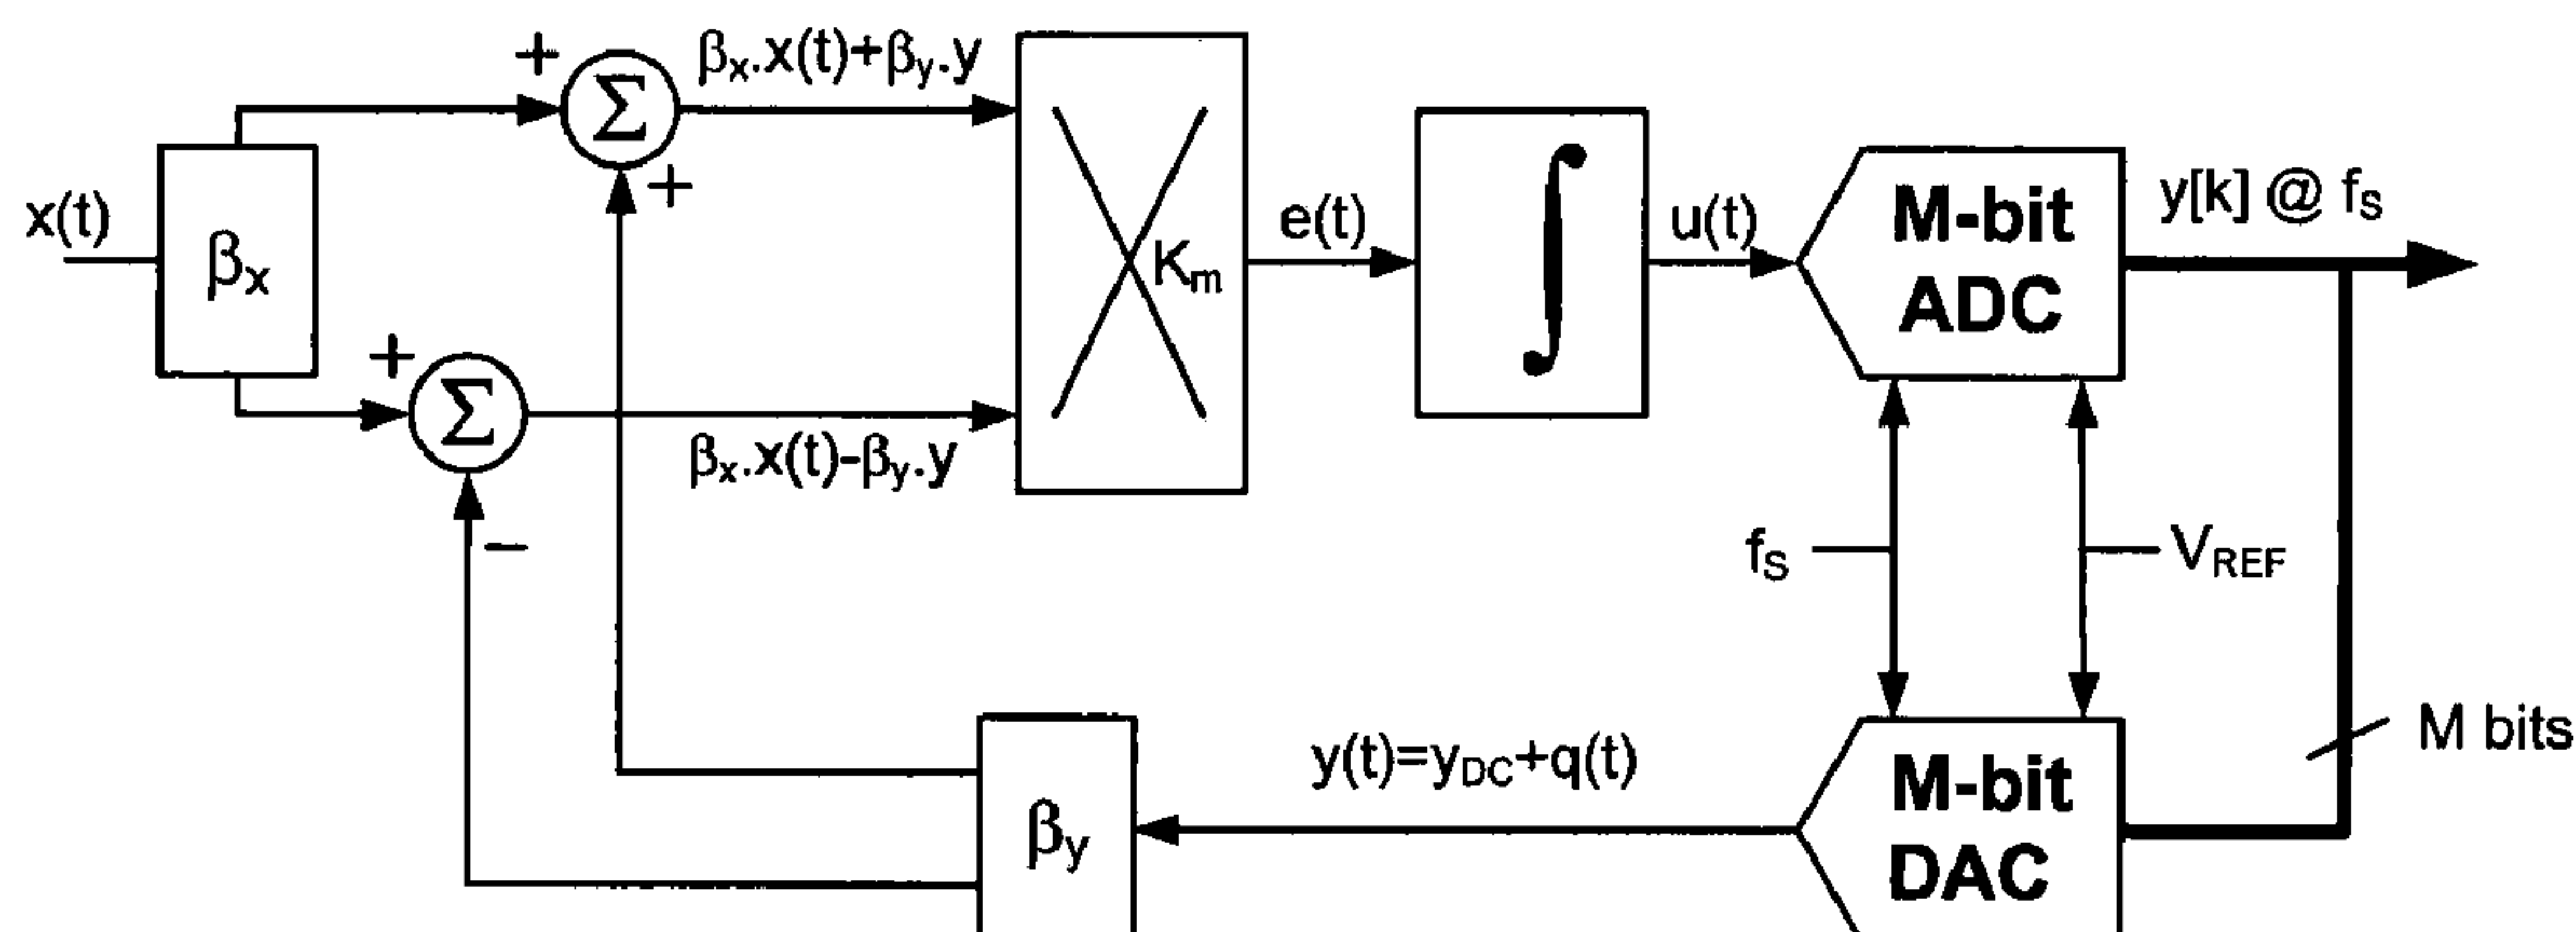 +
Σ
+
βx.x(t)+βy.y
x(t)
βx
+
Σ
−
βx.x(t)-βy.y
Km
e(t)
∫
u(t)
M-bit
ADC
y[k] @ fS
fS
VREF
M bits
y(t)=yDC+q(t)
βy
M-bit
DAC